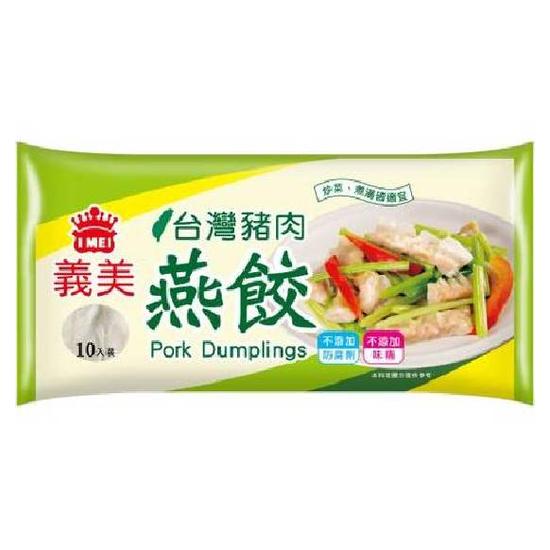 I MEI
義美
10入裝
台灣豬肉
燕餃
Pork Dumplings
炒菜、煮湯皆適宜
不添加
防腐劑
不添加
味精